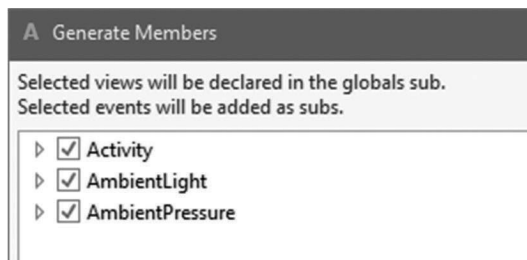 A Generate Members
Selected views will be declared in the globals sub.
Selected events will be added as subs.
Activity
AmbientLight
AmbientPressure